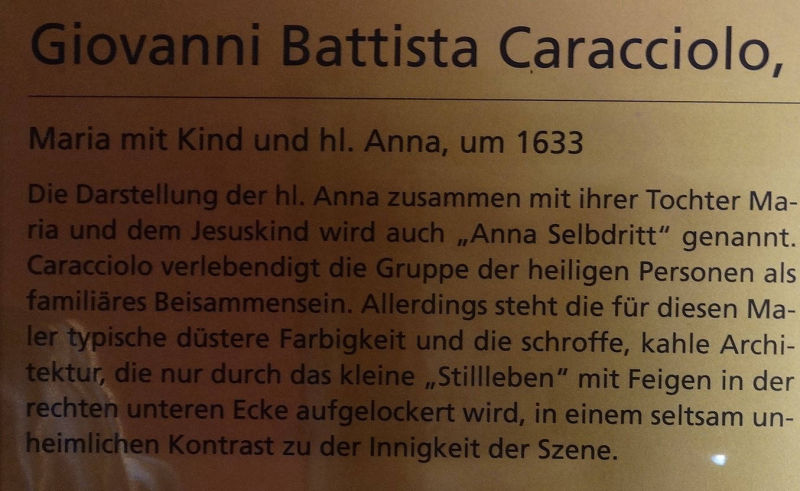 Giovanni Battista Caracciolo,
Maria mit Kind und hl. Anna, um 1633
Die Darstellung der hl. Anna zusammen mit ihrer Tochter Ma-
ria und dem Jesuskind wird auch „Anna Selbdritt“ genannt.
Caracciolo verlebendigt die Gruppe der heiligen Personen als
familiäres Beisammensein. Allerdings steht die für diesen Ma-
ler typische düstere Farbigkeit und die schroffe, kahle Archi-
tektur, die nur durch das kleine „Stillleben“ mit Feigen in der
rechten unteren Ecke aufgelockert wird, in einem seltsam un-
heimlichen Kontrast zu der Innigkeit der Szene.